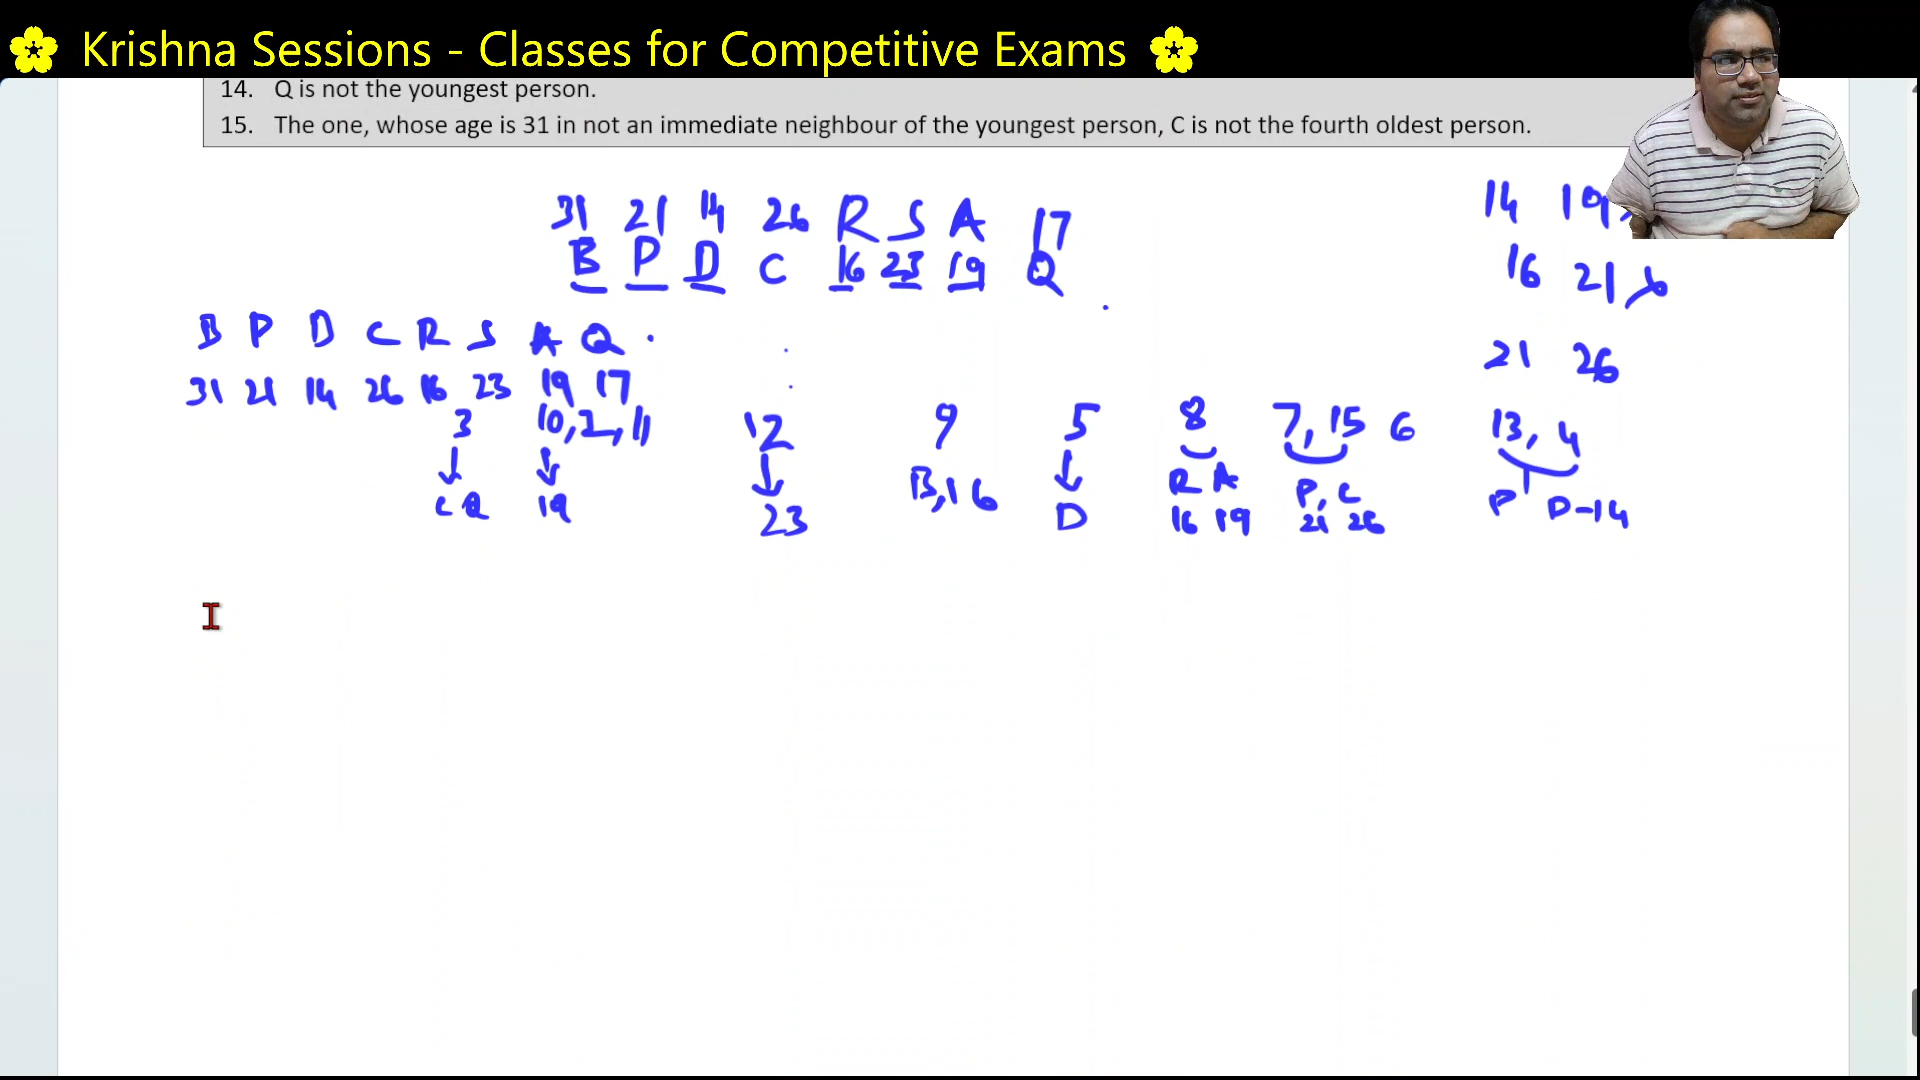 Krishna Sessions - Classes for Competitive Exams
14. Q is not the youngest person.
15. The one, whose age is 31 in not an immediate neighbour of the youngest person, C is not the fourth oldest person.
31 21 14 26 R S A 17
B P D C 16 23 19 Q
14 19
16 21
B P D C R S A Q
31 21 14 26 16 23 19 17
21 26
3 10,2,11 12 9 5 8 7,15 6 13, 4
↓ ↓ ↓ ↓
C Q 19 23 B,16 D R A P, C P D-14
16 19 21 26